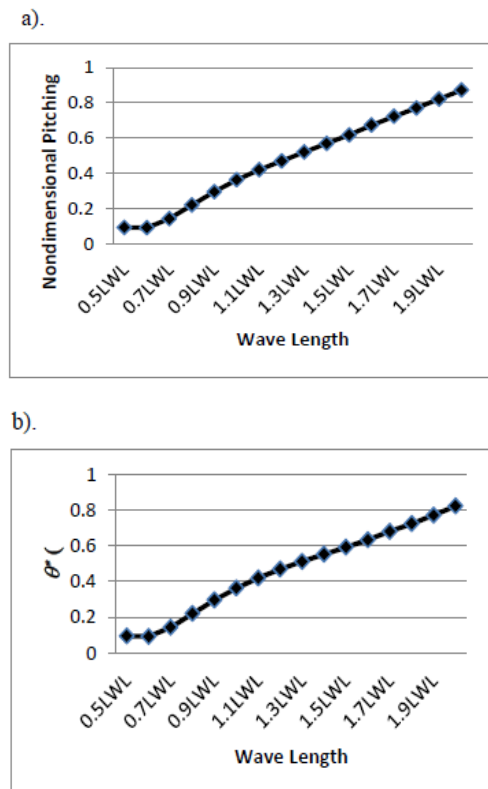 a).
1
0.8
0.6
0.4
0.2
0
Nondimensional Pitching
0.5LWL
0.7LWL
0.9LWL
1.1LWL
1.3LWL
1.5LWL
1.7LWL
1.9LWL
Wave Length
b).
1
0.8
0.6
0.4
0.2
0
θ' (
0.5LWL
0.7LWL
0.9LWL
1.1LWL
1.3LWL
1.5LWL
1.7LWL
1.9LWL
Wave Length